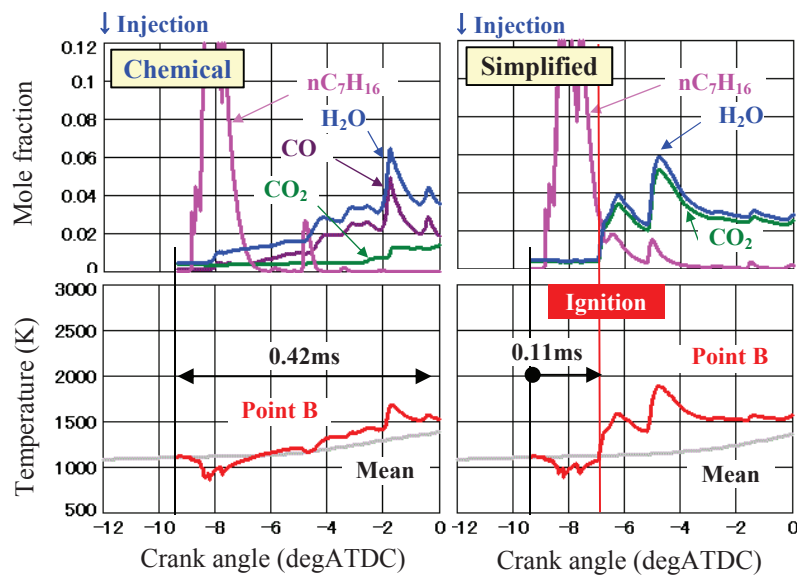 ↓ Injection
↓ Injection
Mole fraction
0.12
0.1
0.08
0.06
0.04
0.02
0
Chemical
nC₇H₁₆
H₂O
CO
CO₂
Simplified
nC₇H₁₆
H₂O
CO₂
Temperature (K)
3000
2500
2000
1500
1000
500
0.42ms
Point B
Mean
Ignition
0.11ms
Point B
Mean
-12 -10 -8 -6 -4 -2 0
-12 -10 -8 -6 -4 -2 0
Crank angle (degATDC)
Crank angle (degATDC)